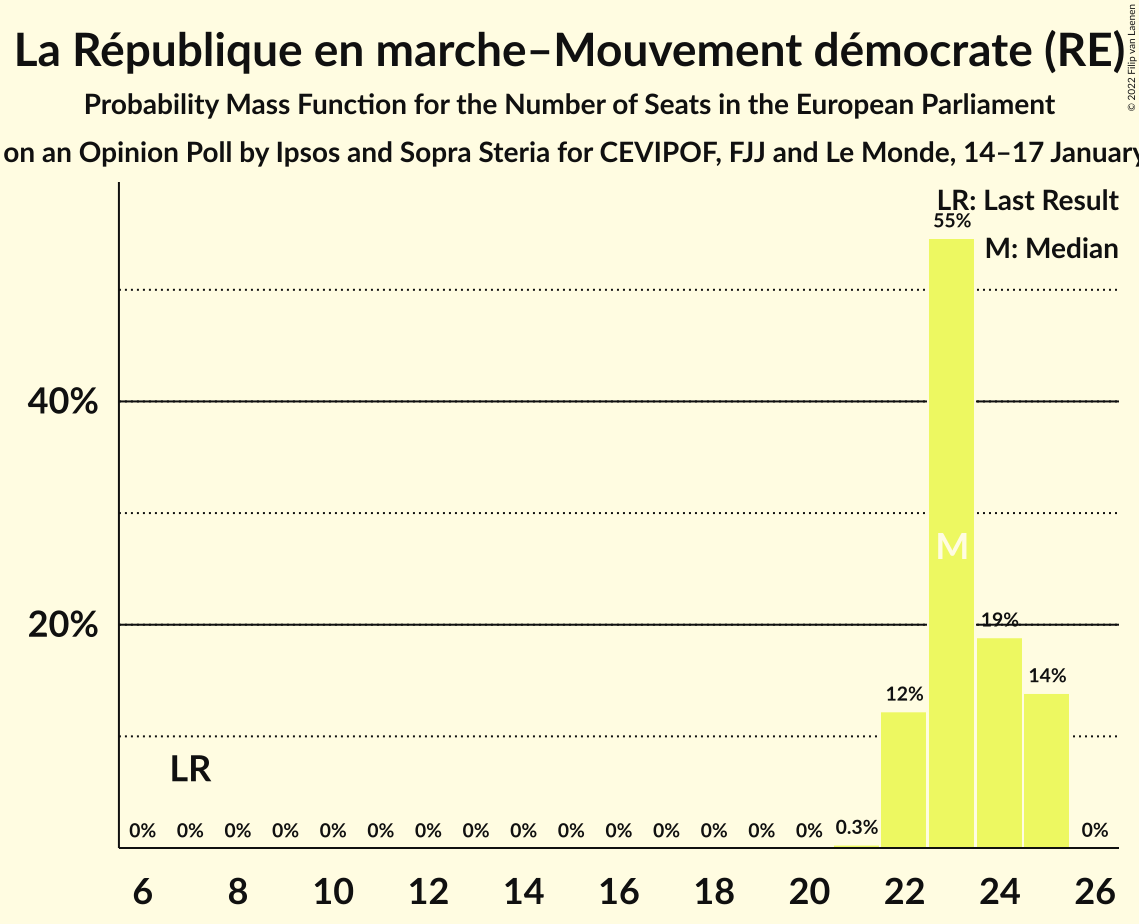 La République en marche–Mouvement démocrate (RE)
© 2022 Filip van Laenen
Probability Mass Function for the Number of Seats in the European Parliament
on an Opinion Poll by Ipsos and Sopra Steria for CEVIPOF, FJJ and Le Monde, 14–17 January
LR: Last Result
55%
M: Median
40%
M
20%
19%
14%
12%
LR
0% 0% 0% 0% 0% 0% 0% 0% 0% 0% 0% 0% 0% 0% 0% 0.3% 0%
6 8 10 12 14 16 18 20 22 24 26